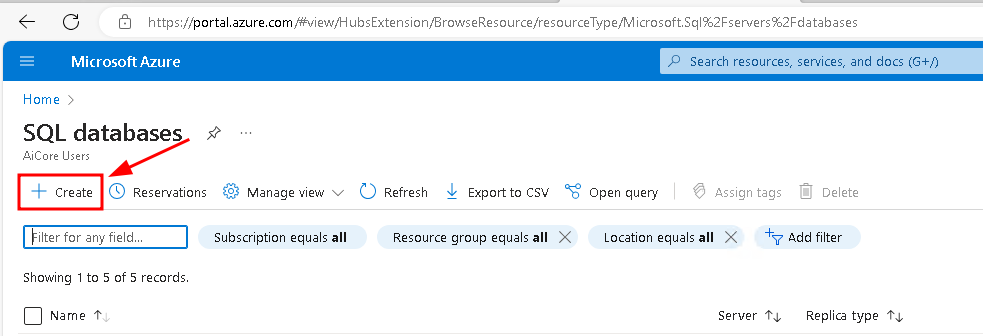 https://portal.azure.com/#view/HubsExtension/BrowseResource/resourceType/Microsoft.Sql%2Fservers%2Fdatabases
Microsoft Azure
Search resources, services, and docs (G+/)
Home
SQL databases
AiCore Users
Create Reservations Manage view Refresh Export to CSV Open query Assign tags Delete
Filter for any field... Subscription equals all Resource group equals all Location equals all Add filter
Showing 1 to 5 of 5 records.
Name Server Replica type